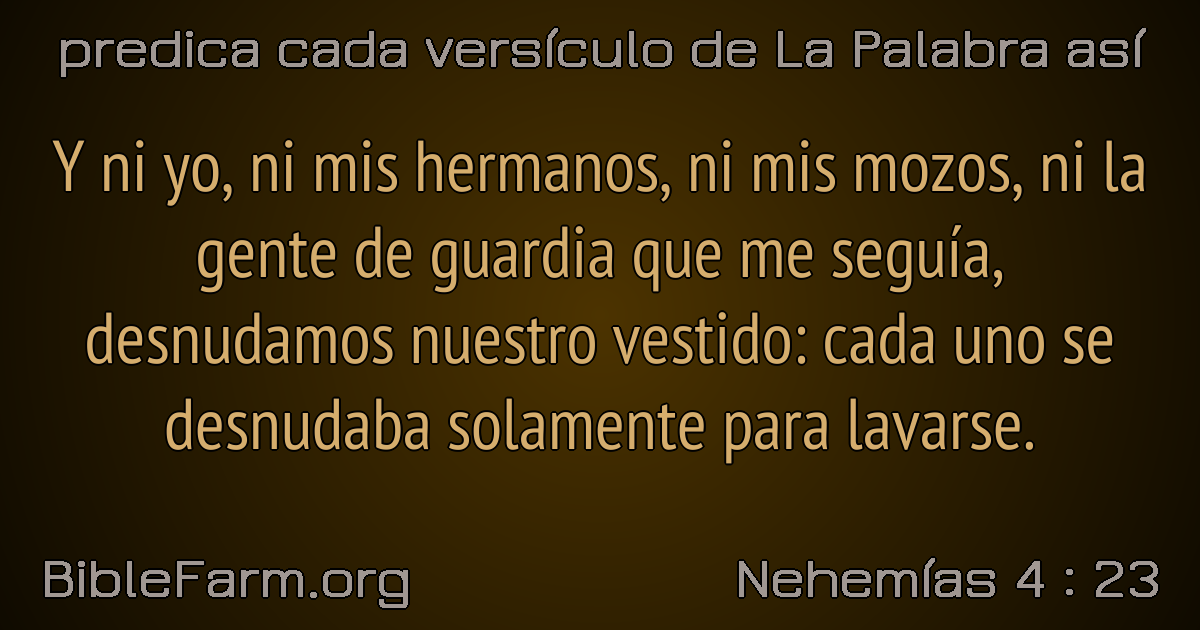 predica cada versículo de La Palabra así
Y ni yo, ni mis hermanos, ni mis mozos, ni la
gente de guardia que me seguía,
desnudamos nuestro vestido: cada uno se
desnudaba solamente para lavarse.
BibleFarm.org
Nehemías 4 : 23